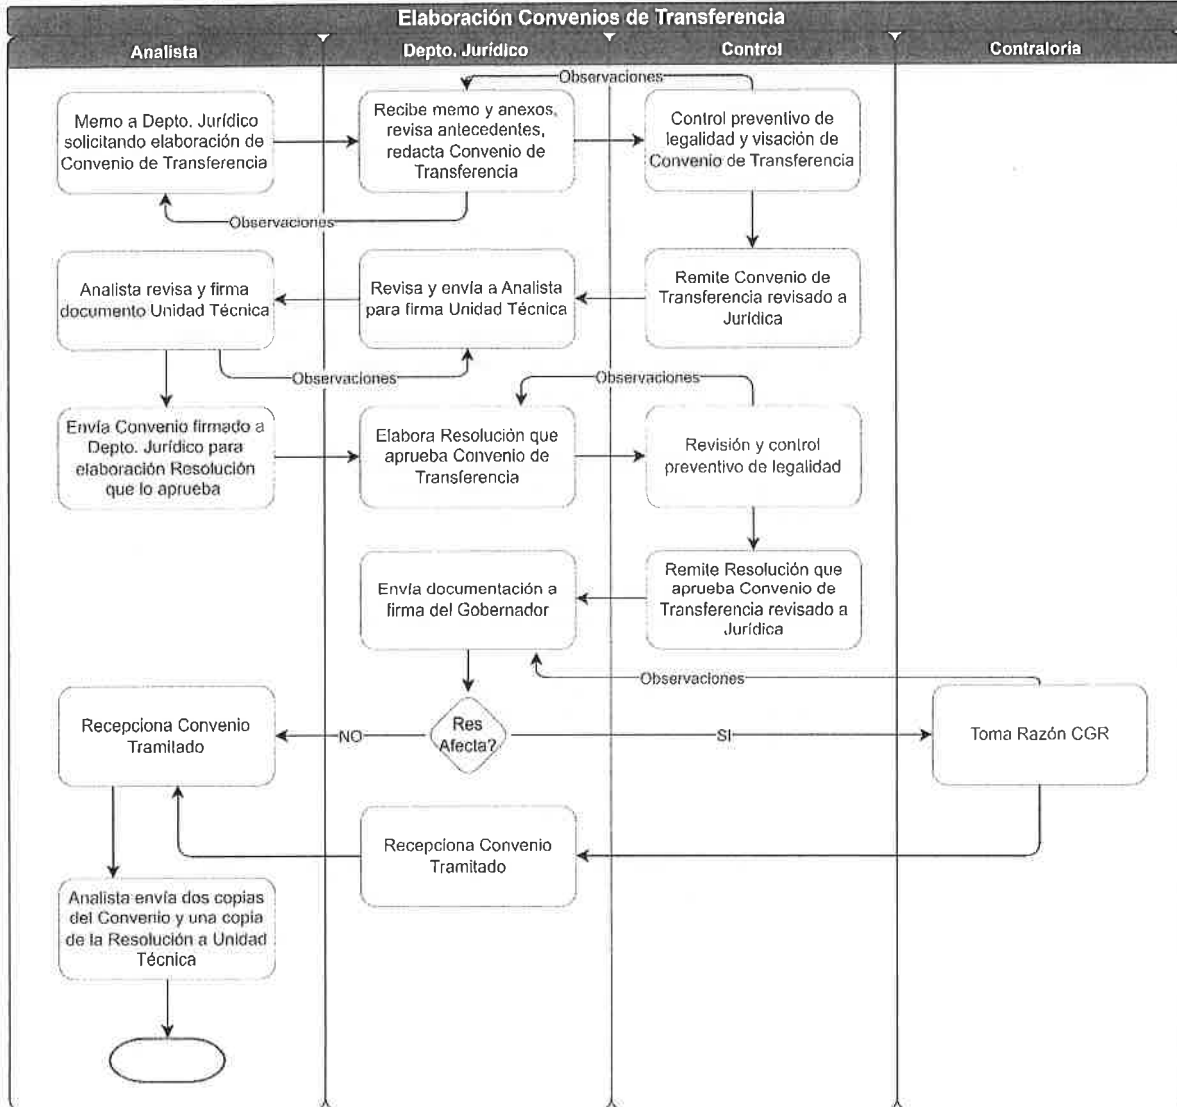 Elaboración Convenios de Transferencia
Analista
Depto. Jurídico
Control
Contraloria
Observaciones
Memo a Depto. Jurídico
solicitando elaboración de
Convenio de Transferencia
Recibe memo y anexos,
revisa antecedentes,
redacta Convenio de
Transferencia
Control preventivo de
legalidad y visación de
Convenio de Transferencia
Observaciones
Analista revisa y firma
documento Unidad Técnica
Revisa y envía a Analista
para firma Unidad Técnica
Remite Convenio de
Transferencia revisado a
Jurídica
Observaciones
Observaciones
Envía Convenio firmado a
Depto. Jurídico para
elaboración Resolución
que lo aprueba
Elabora Resolución que
aprueba Convenio de
Transferencia
Revisión y control
preventivo de legalidad
Envía documentación a
firma del Gobernador
Remite Resolución que
aprueba Convenio de
Transferencia revisado a
Jurídica
Observaciones
Recepciona Convenio
Tramitado
NO
Res
Afecta?
SI
Toma Razón CGR
Recepciona Convenio
Tramitado
Analista envía dos copias
del Convenio y una copia
de la Resolución a Unidad
Técnica